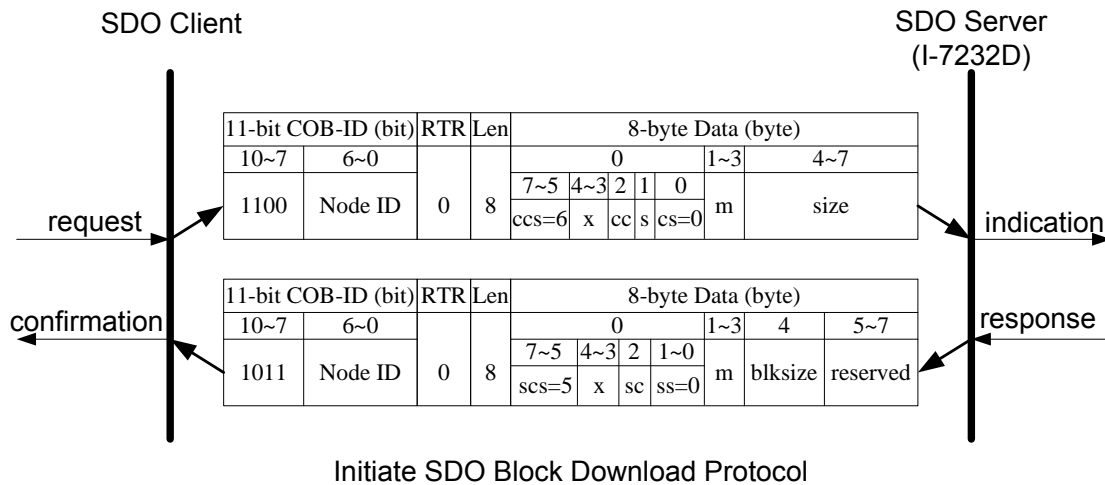 SDO Client
SDO Server
(I-7232D)
11-bit COB-ID (bit) RTR Len 8-byte Data (byte)
10~7 6~0 0 1~3 4~7
7~5 4~3 2 1 0
1100 Node ID 0 8 m size
ccs=6 x cc s cs=0
request
indication
11-bit COB-ID (bit) RTR Len 8-byte Data (byte)
10~7 6~0 0 1~3 4 5~7
7~5 4~3 2 1~0
1011 Node ID 0 8 m blksize reserved
scs=5 x sc ss=0
confirmation
response
Initiate SDO Block Download Protocol